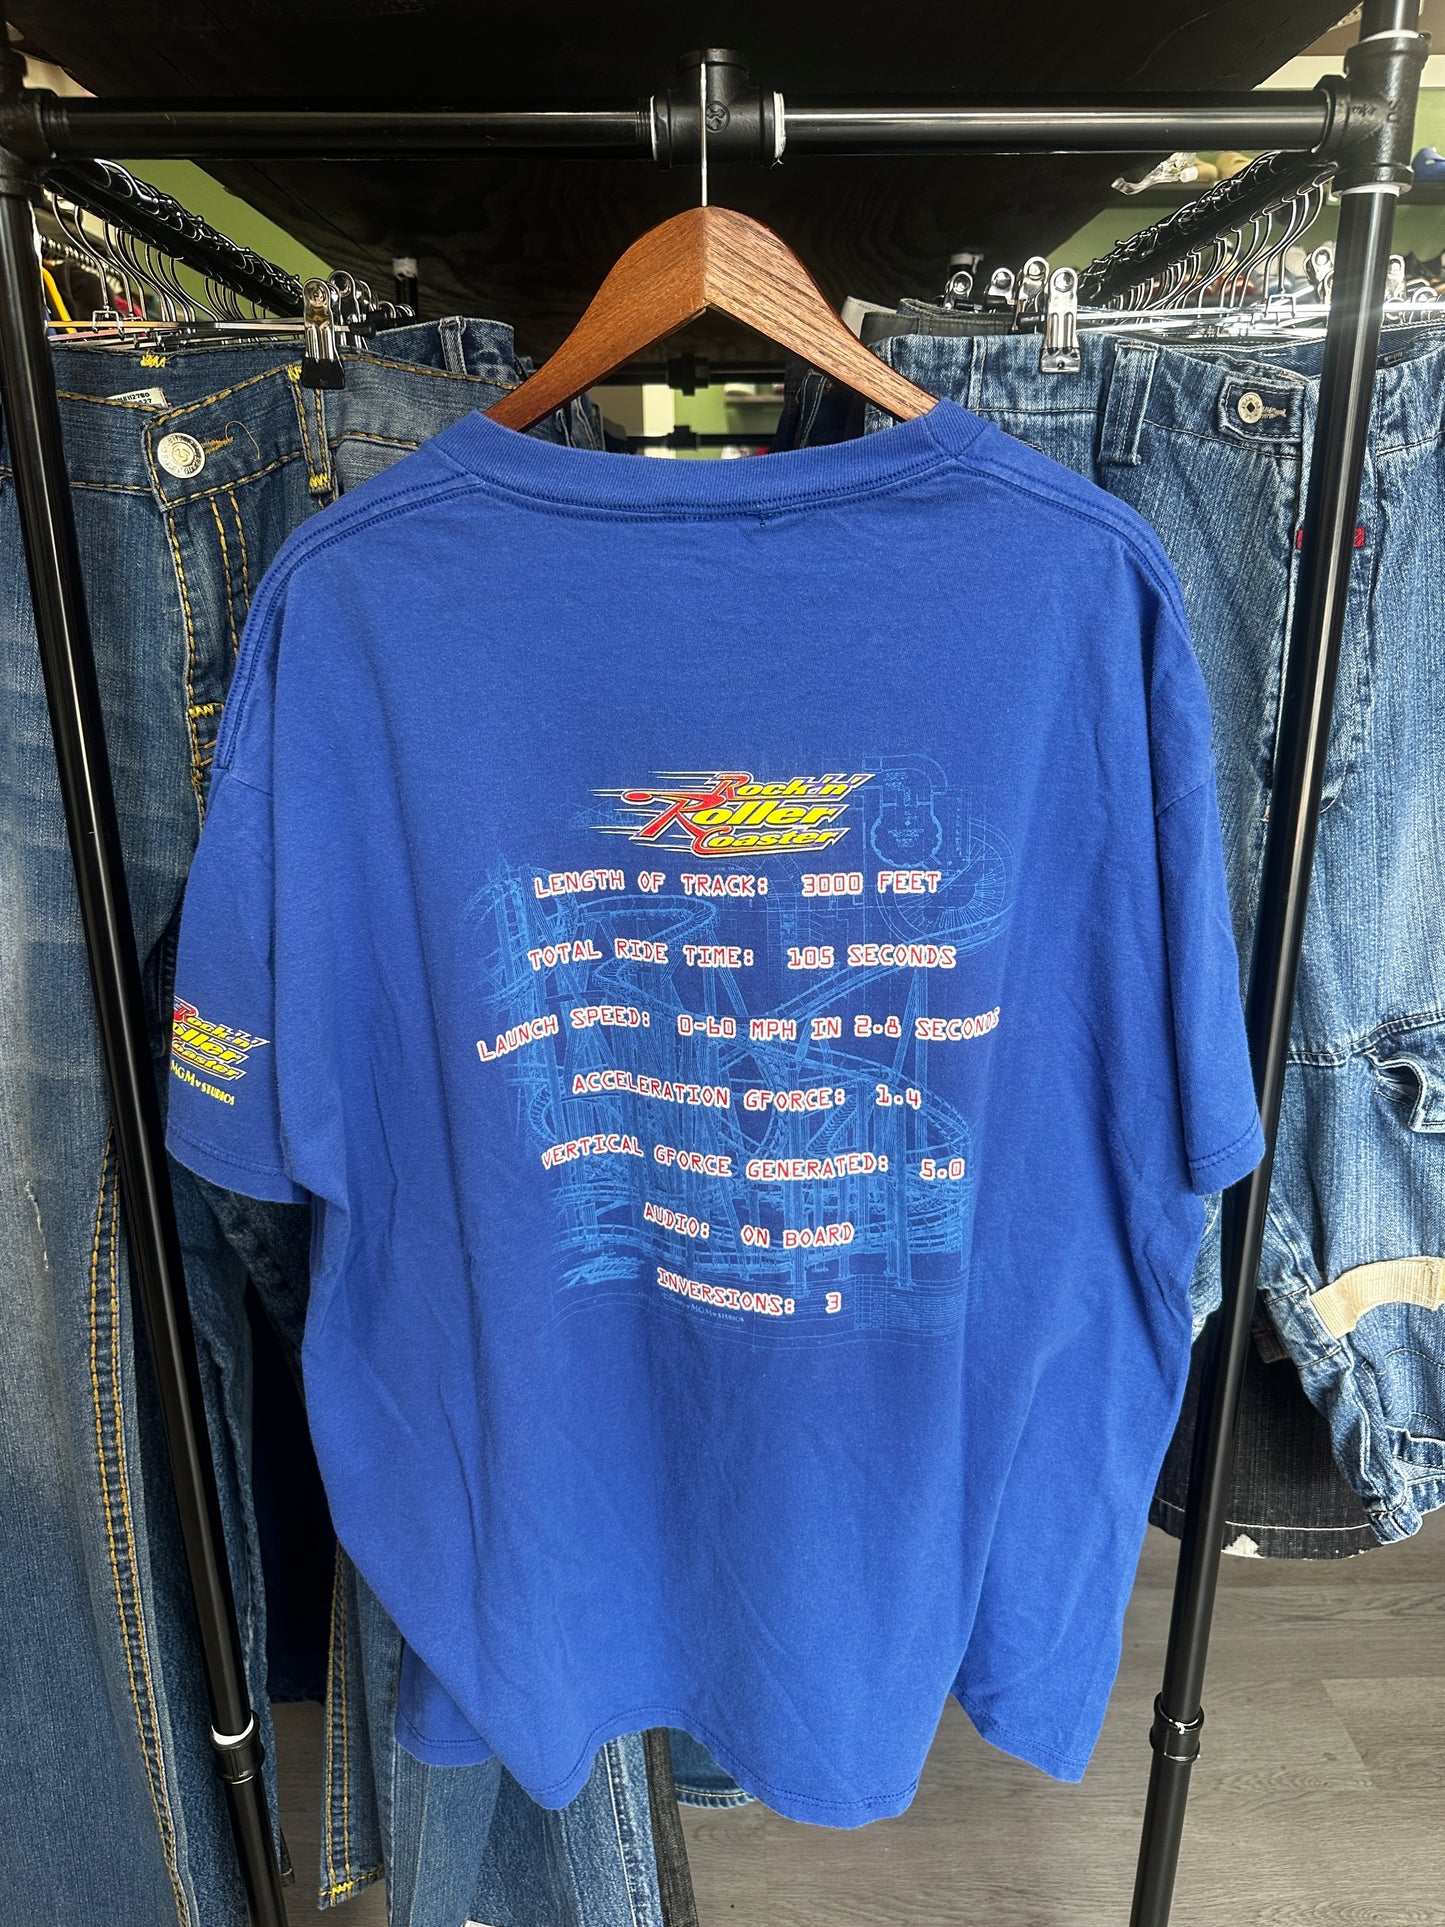 Rock 'n'
Roller
Coaster
LENGTH OF TRACK: 3000 FEET
TOTAL RIDE TIME: 105 SECONDS
LAUNCH SPEED: 0-60 MPH IN 2.8 SECONDS
ACCELERATION GFORCE: 1.4
VERTICAL GFORCE GENERATED: 5.0
AUDIO: ON BOARD
INVERSIONS: 3
MGM STUDIOS
Rock 'n'
Roller
Coaster
MGM STUDIOS